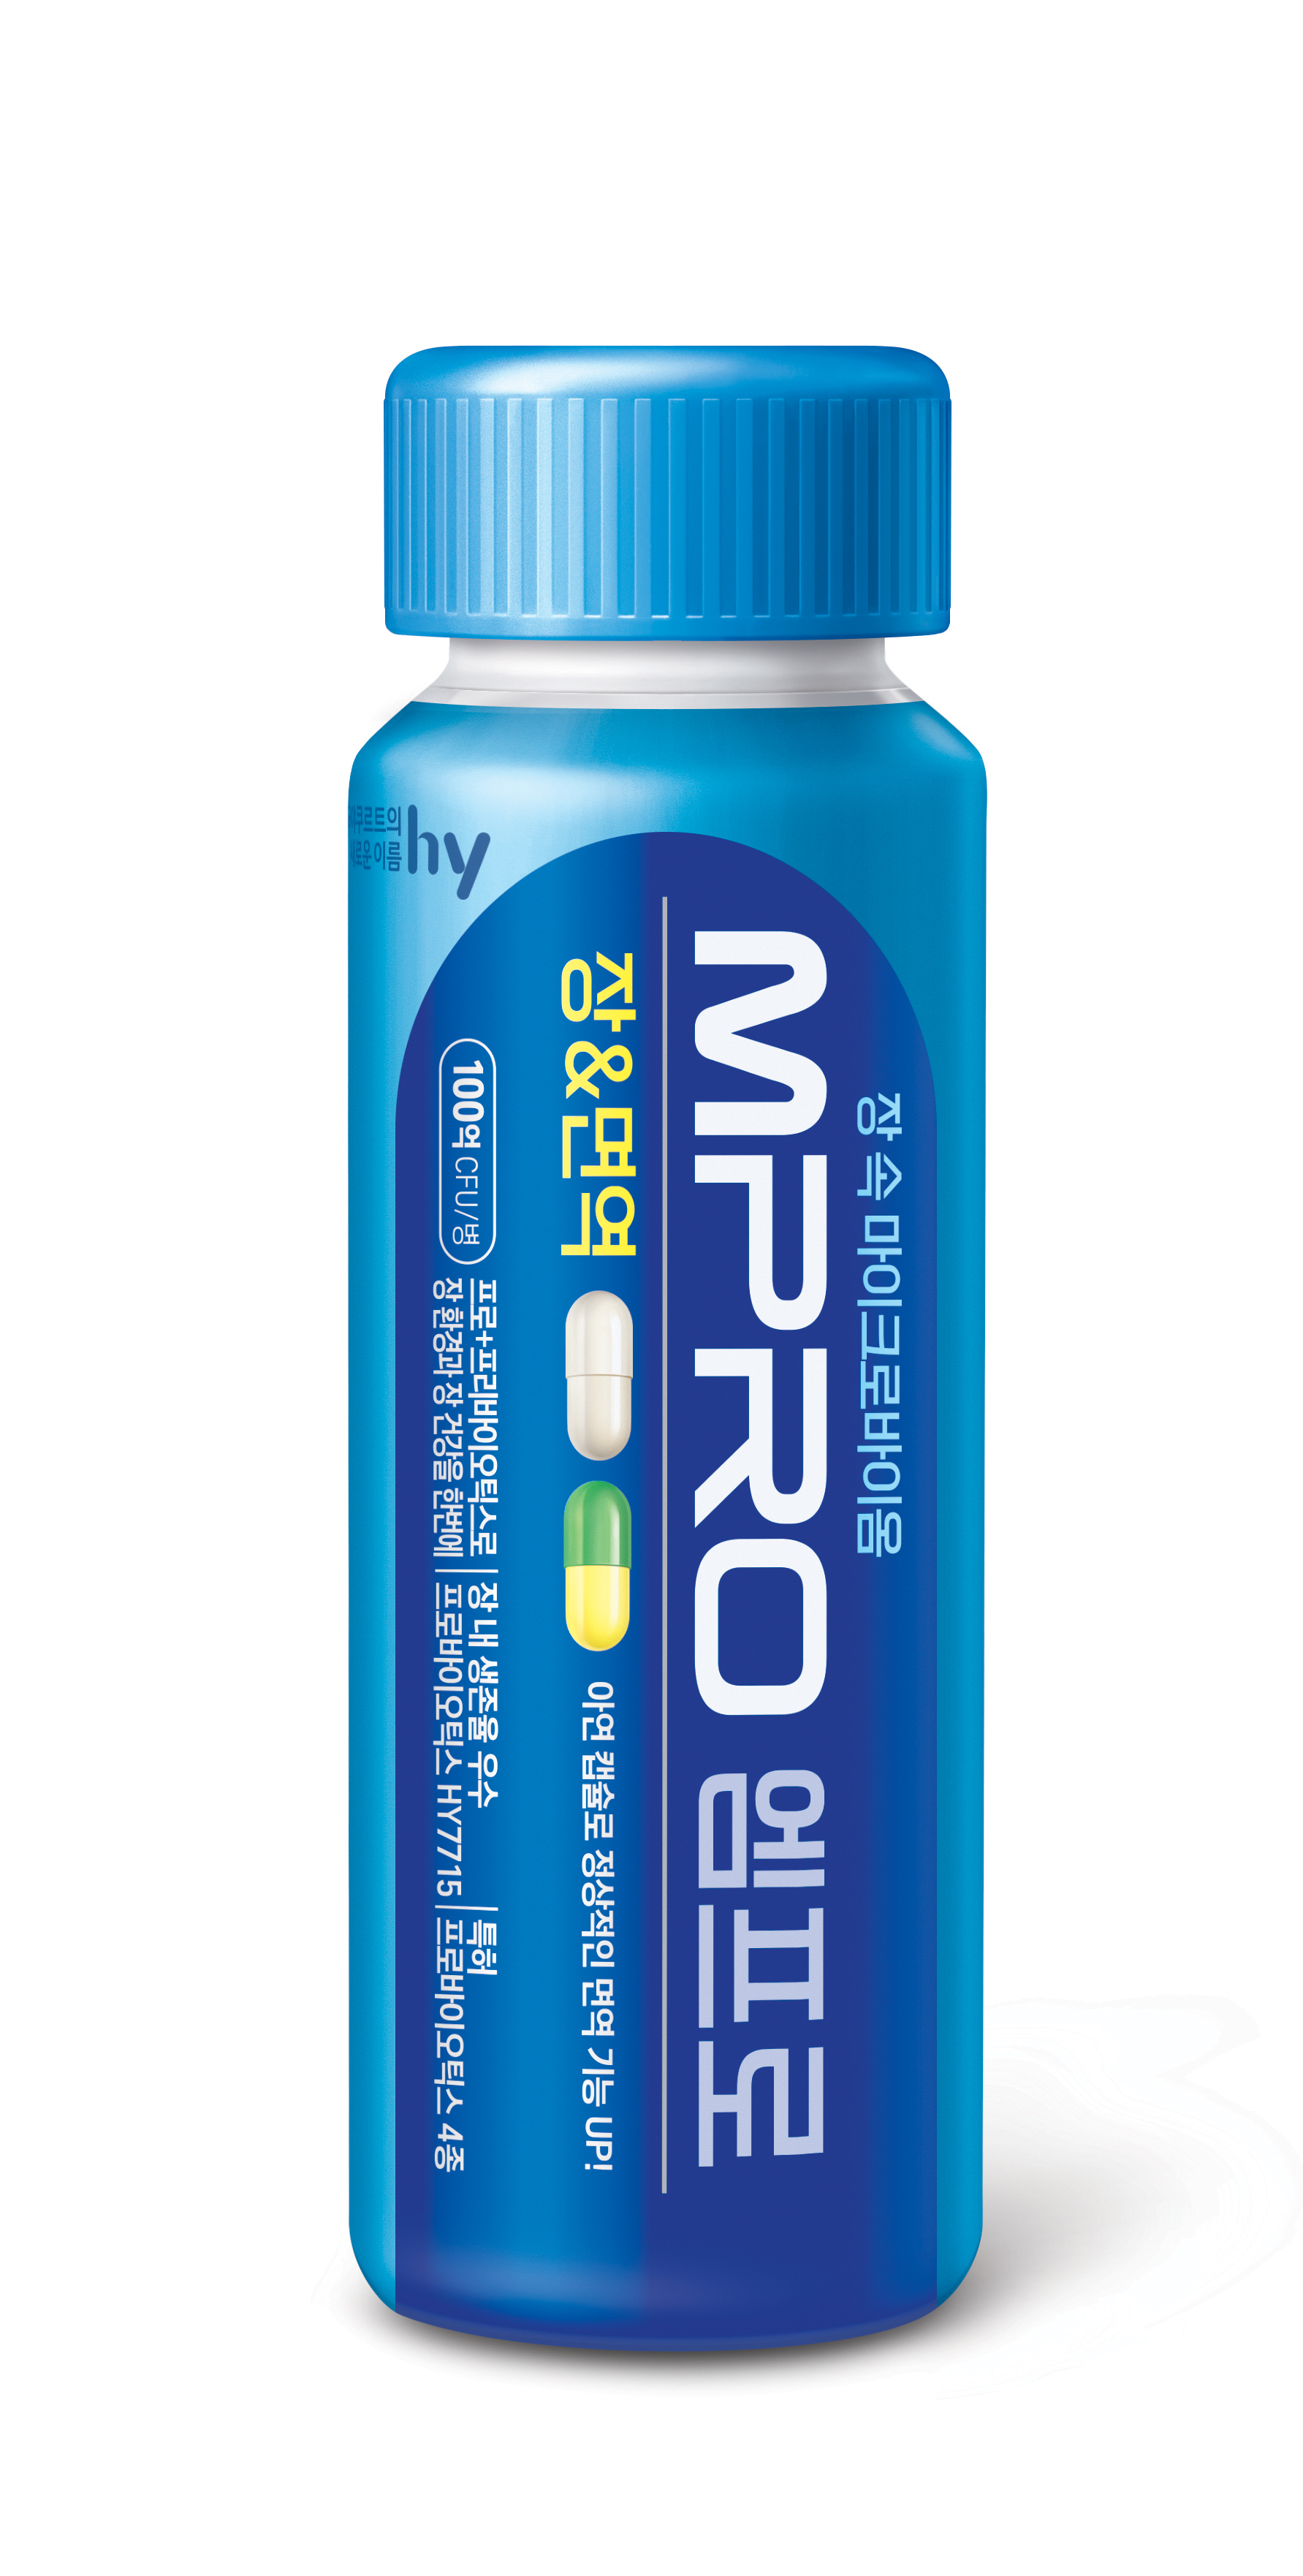 쿠르트의
로운 이름
hy
장 속 마이크로바이옴
MPRO 엠프로
장&면역
아연 캡슐로 정상적인 면역 기능 UP!
100억 CFU/병
프로+프리바이오틱스로
장 환경과 장 건강을 한번에
장 내 생존율 우수
프로바이오틱스 HY7715
특허
프로바이오틱스 4종